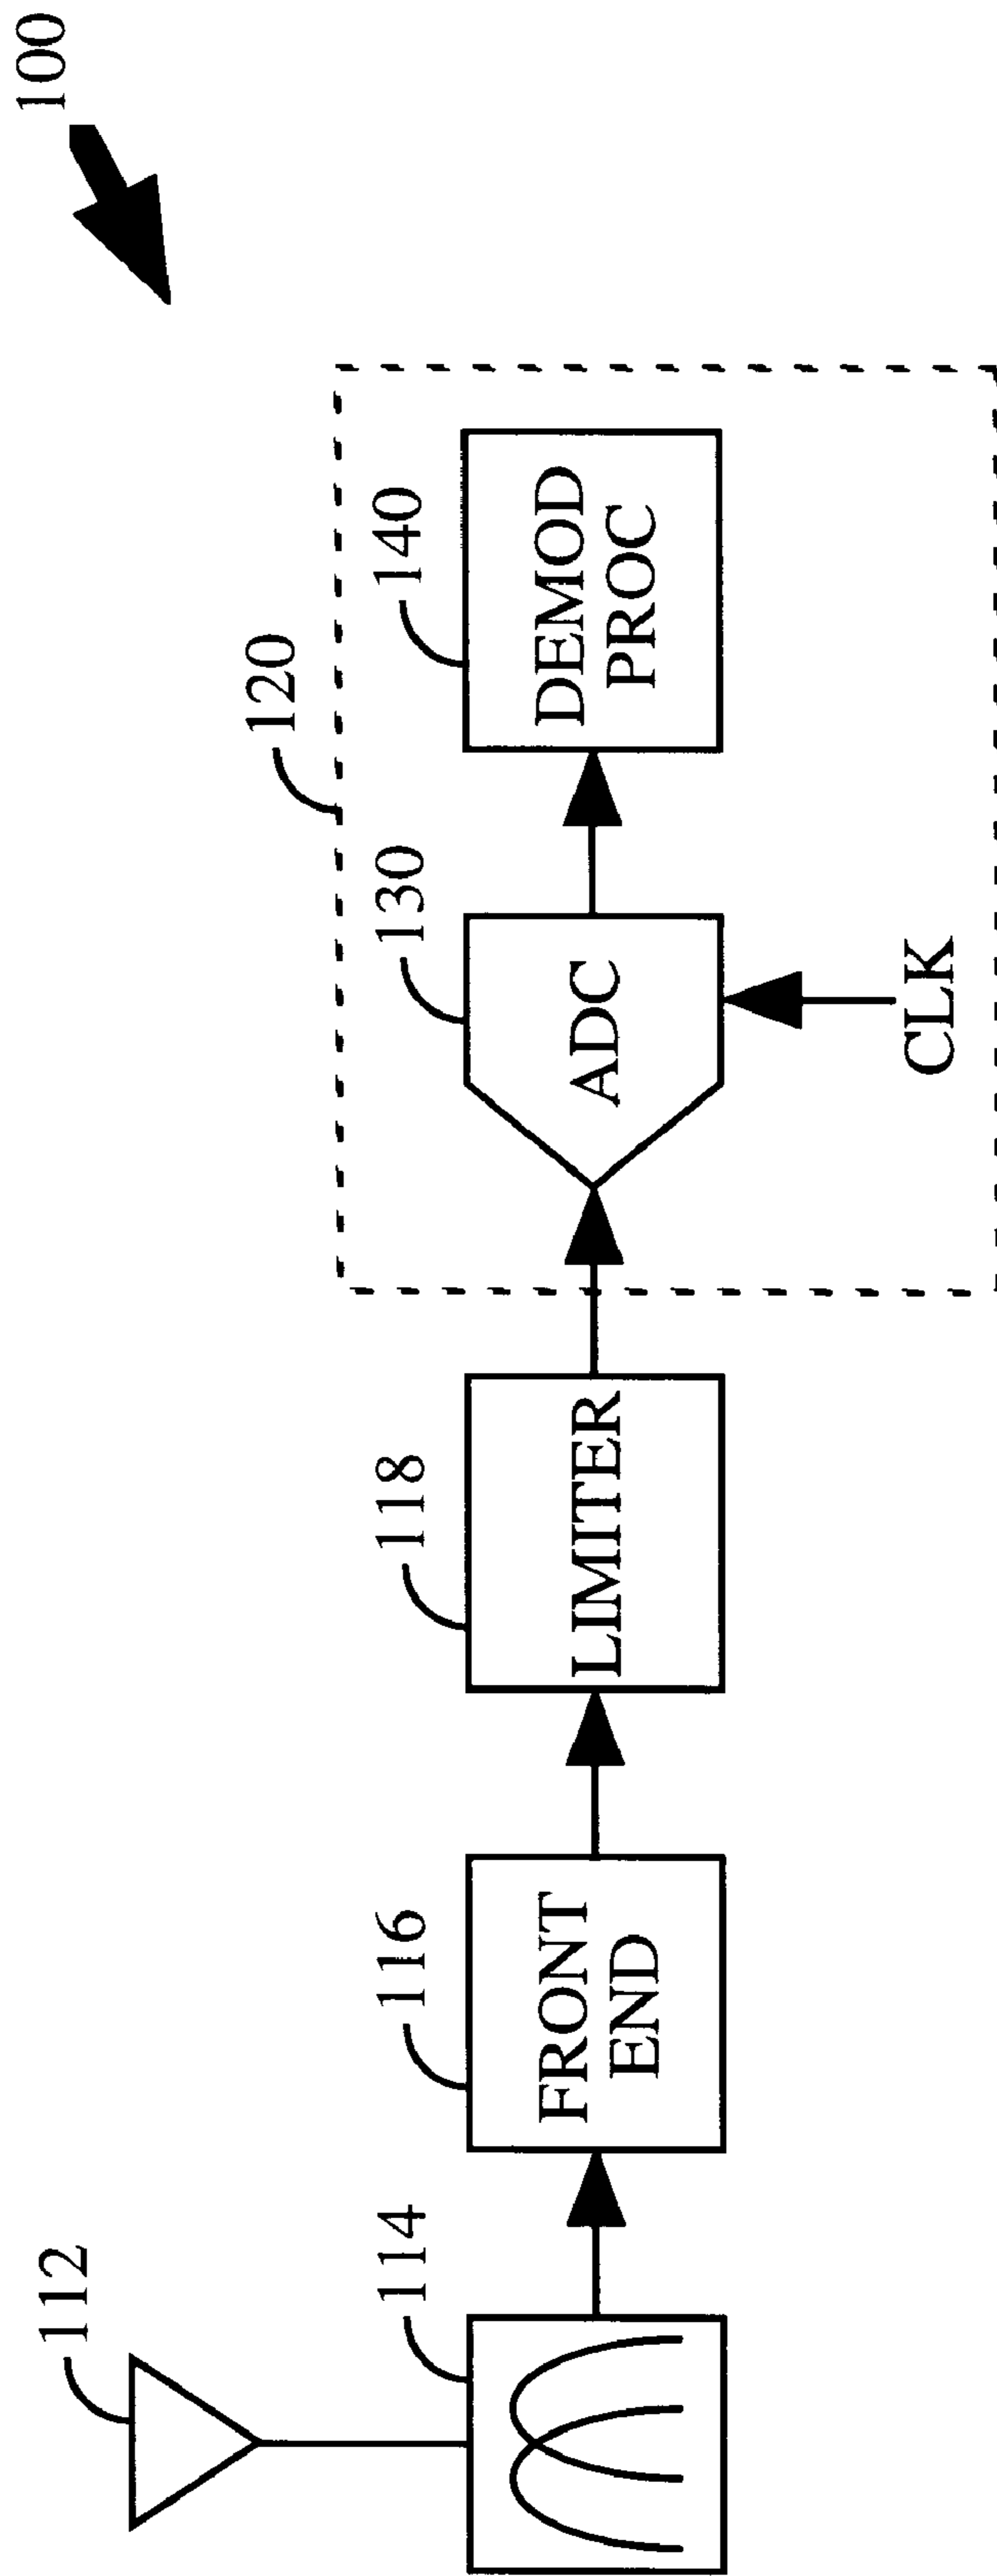 100
112
114
116
FRONT
END
118
LIMITER
120
130
ADC
CLK
140
DEMOD
PROC